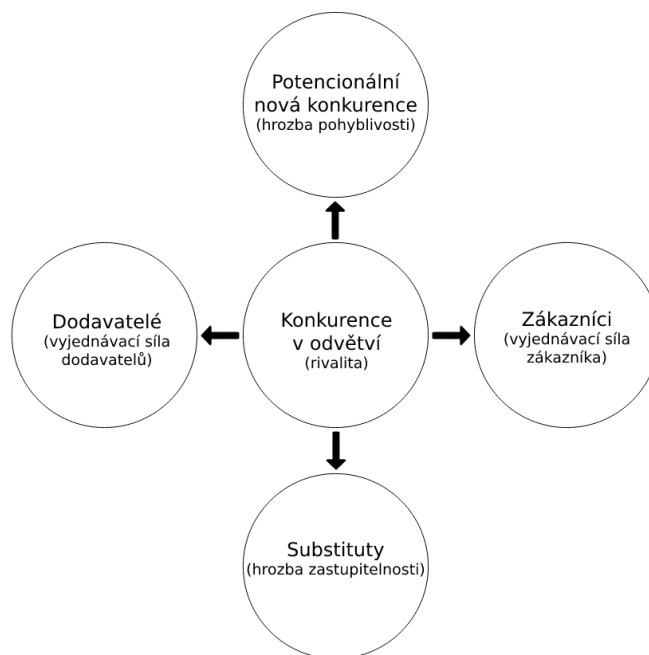 Potencionální
nová konkurence
(hrozba pohyblivosti)
Dodavatelé
(vyjednávací síla
dodavatelů)
Konkurence
v odvětví
(rivalita)
Zákazníci
(vyjednávací síla
zákazníka)
Substituty
(hrozba zastupitelnosti)